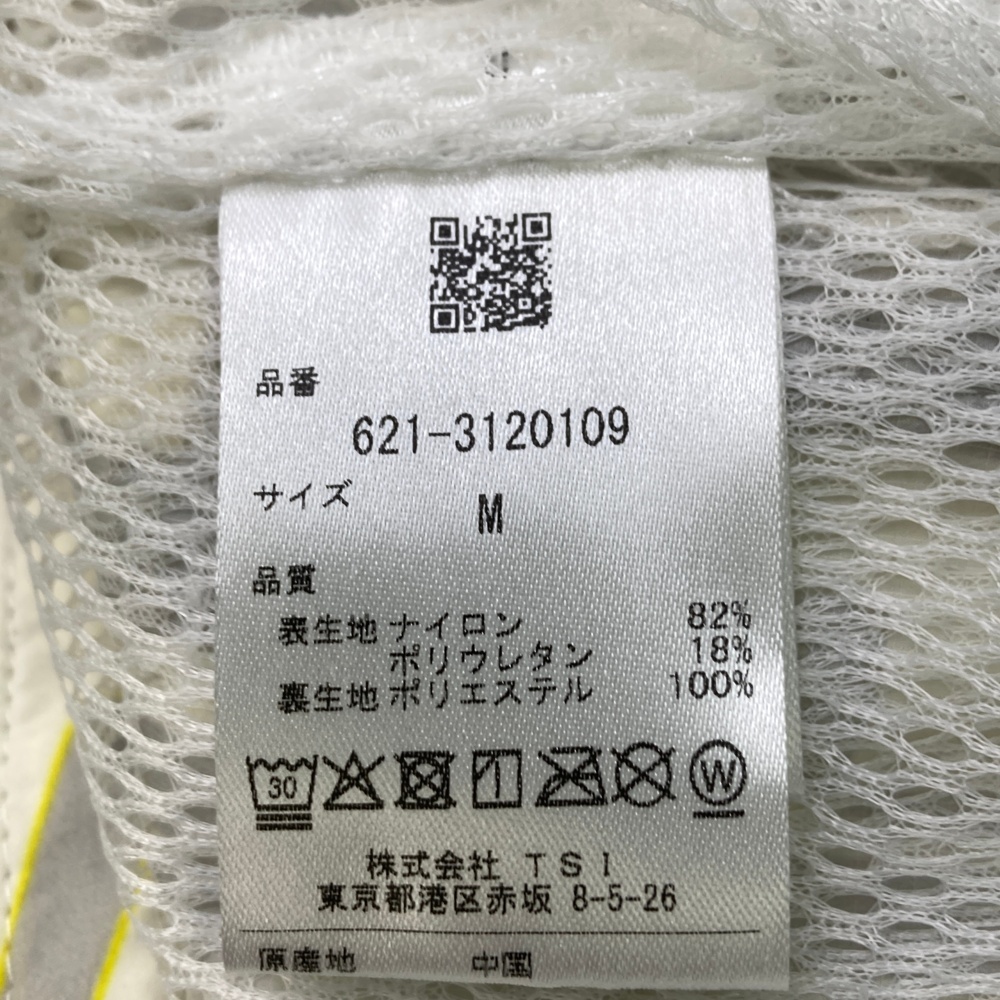 品番
621-3120109
サイズ
M
品質
表生地 ナイロン 82%
ポリウレタン 18%
裏生地 ポリエステル 100%
30
W
株式会社 TSI
東京都港区赤坂 8-5-26
原産地 中国